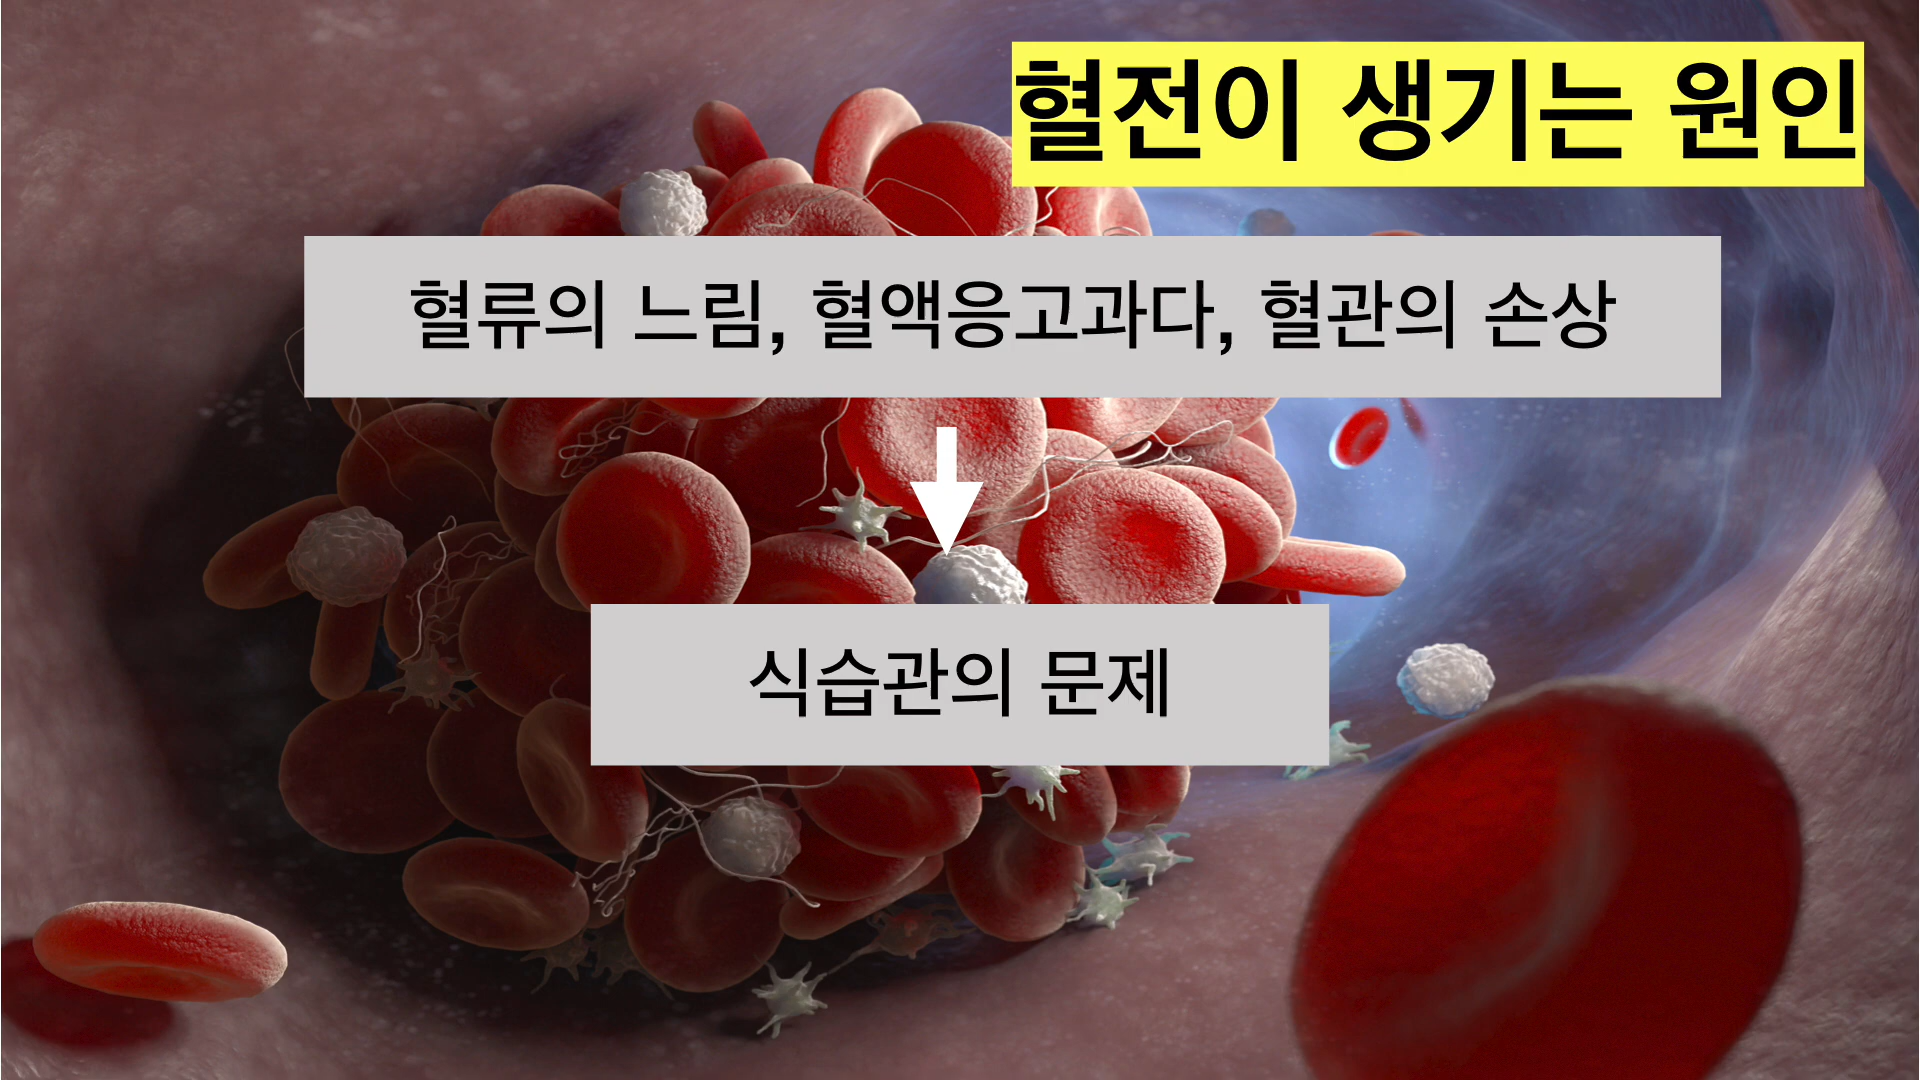 혈전이 생기는 원인
혈류의 느림, 혈액응고과다, 혈관의 손상
식습관의 문제